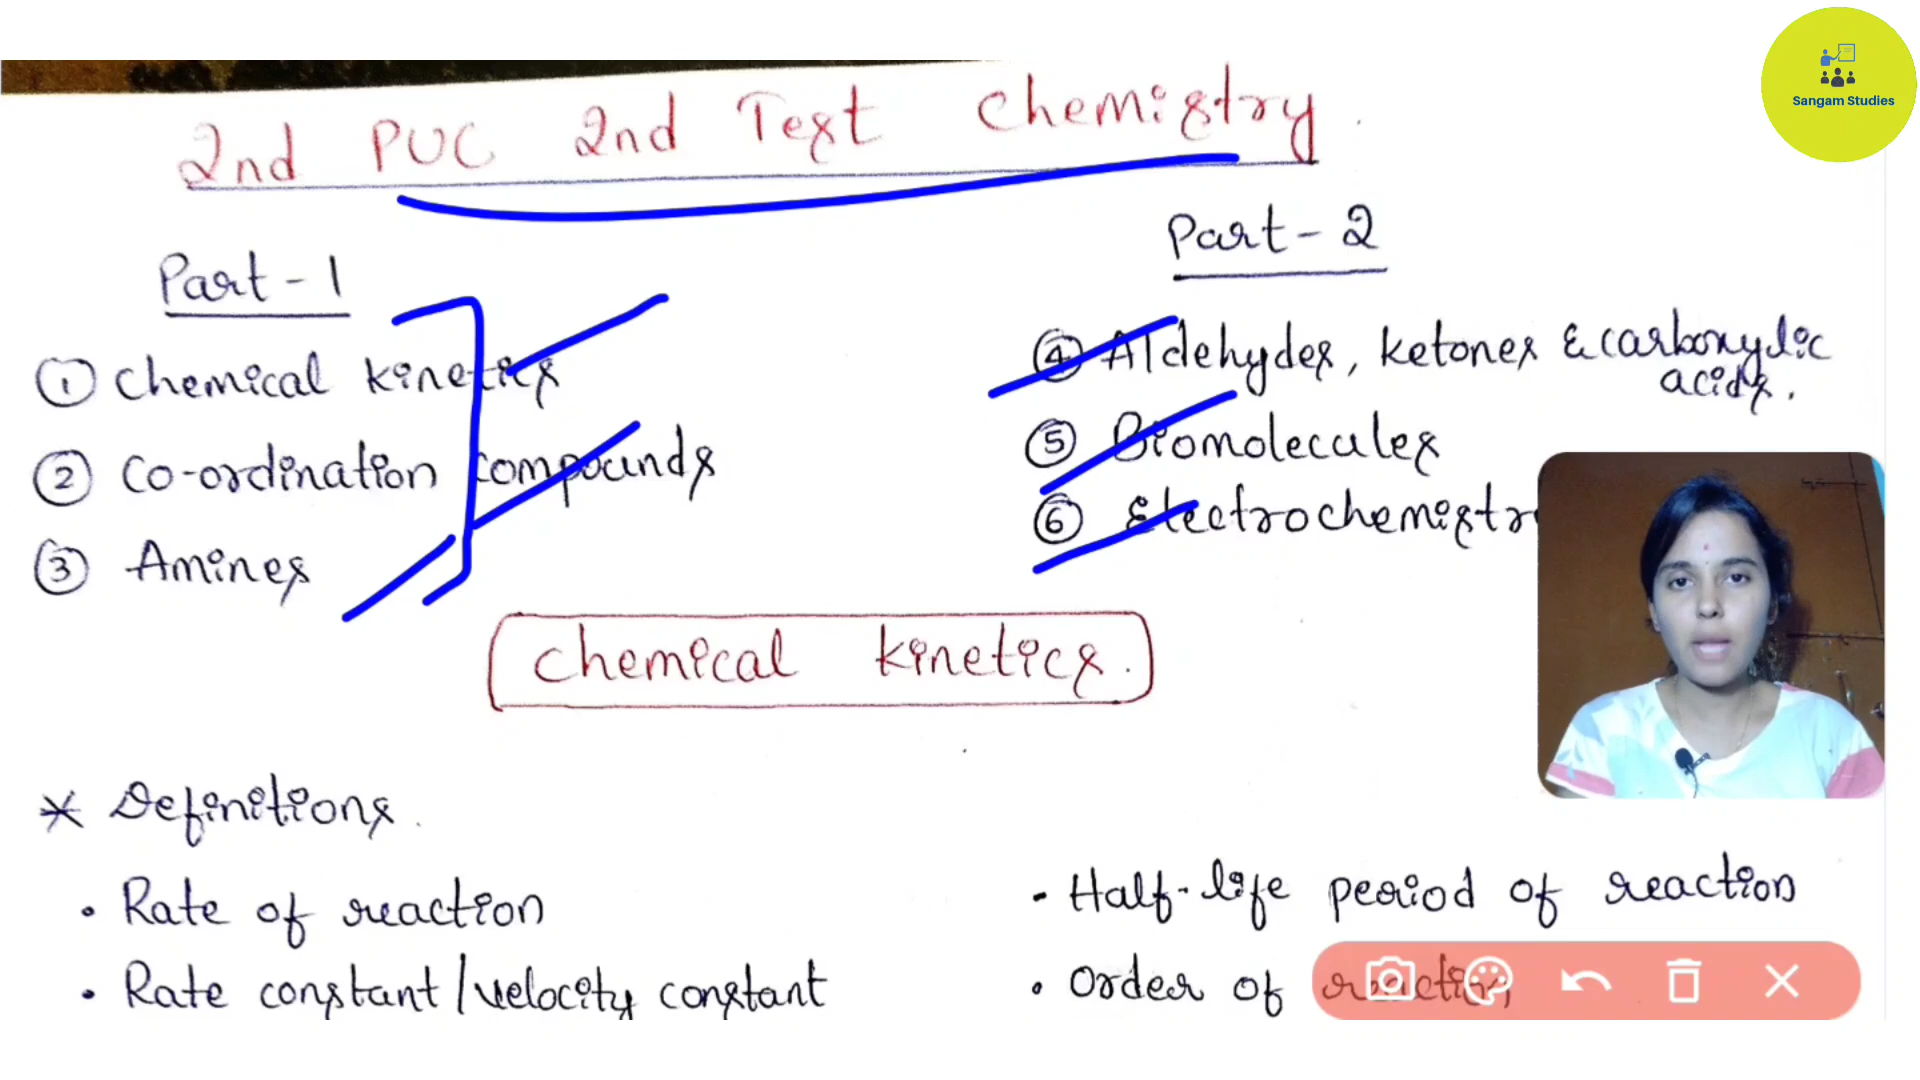 Sangam Studies
2nd PUC 2nd Test Chemistry.
Part-1
① Chemical kinetics
② Co-ordination compounds
③ Amines
Part-2
④ Aldehydes, ketones & carboxylic
acids.
⑤ Biomolecules
⑥ Electrochemistr
Chemical kinetics.
* Definitions.
• Rate of reaction
• Rate constant/velocity constant
- Half-life period of reaction
• Order of reaction